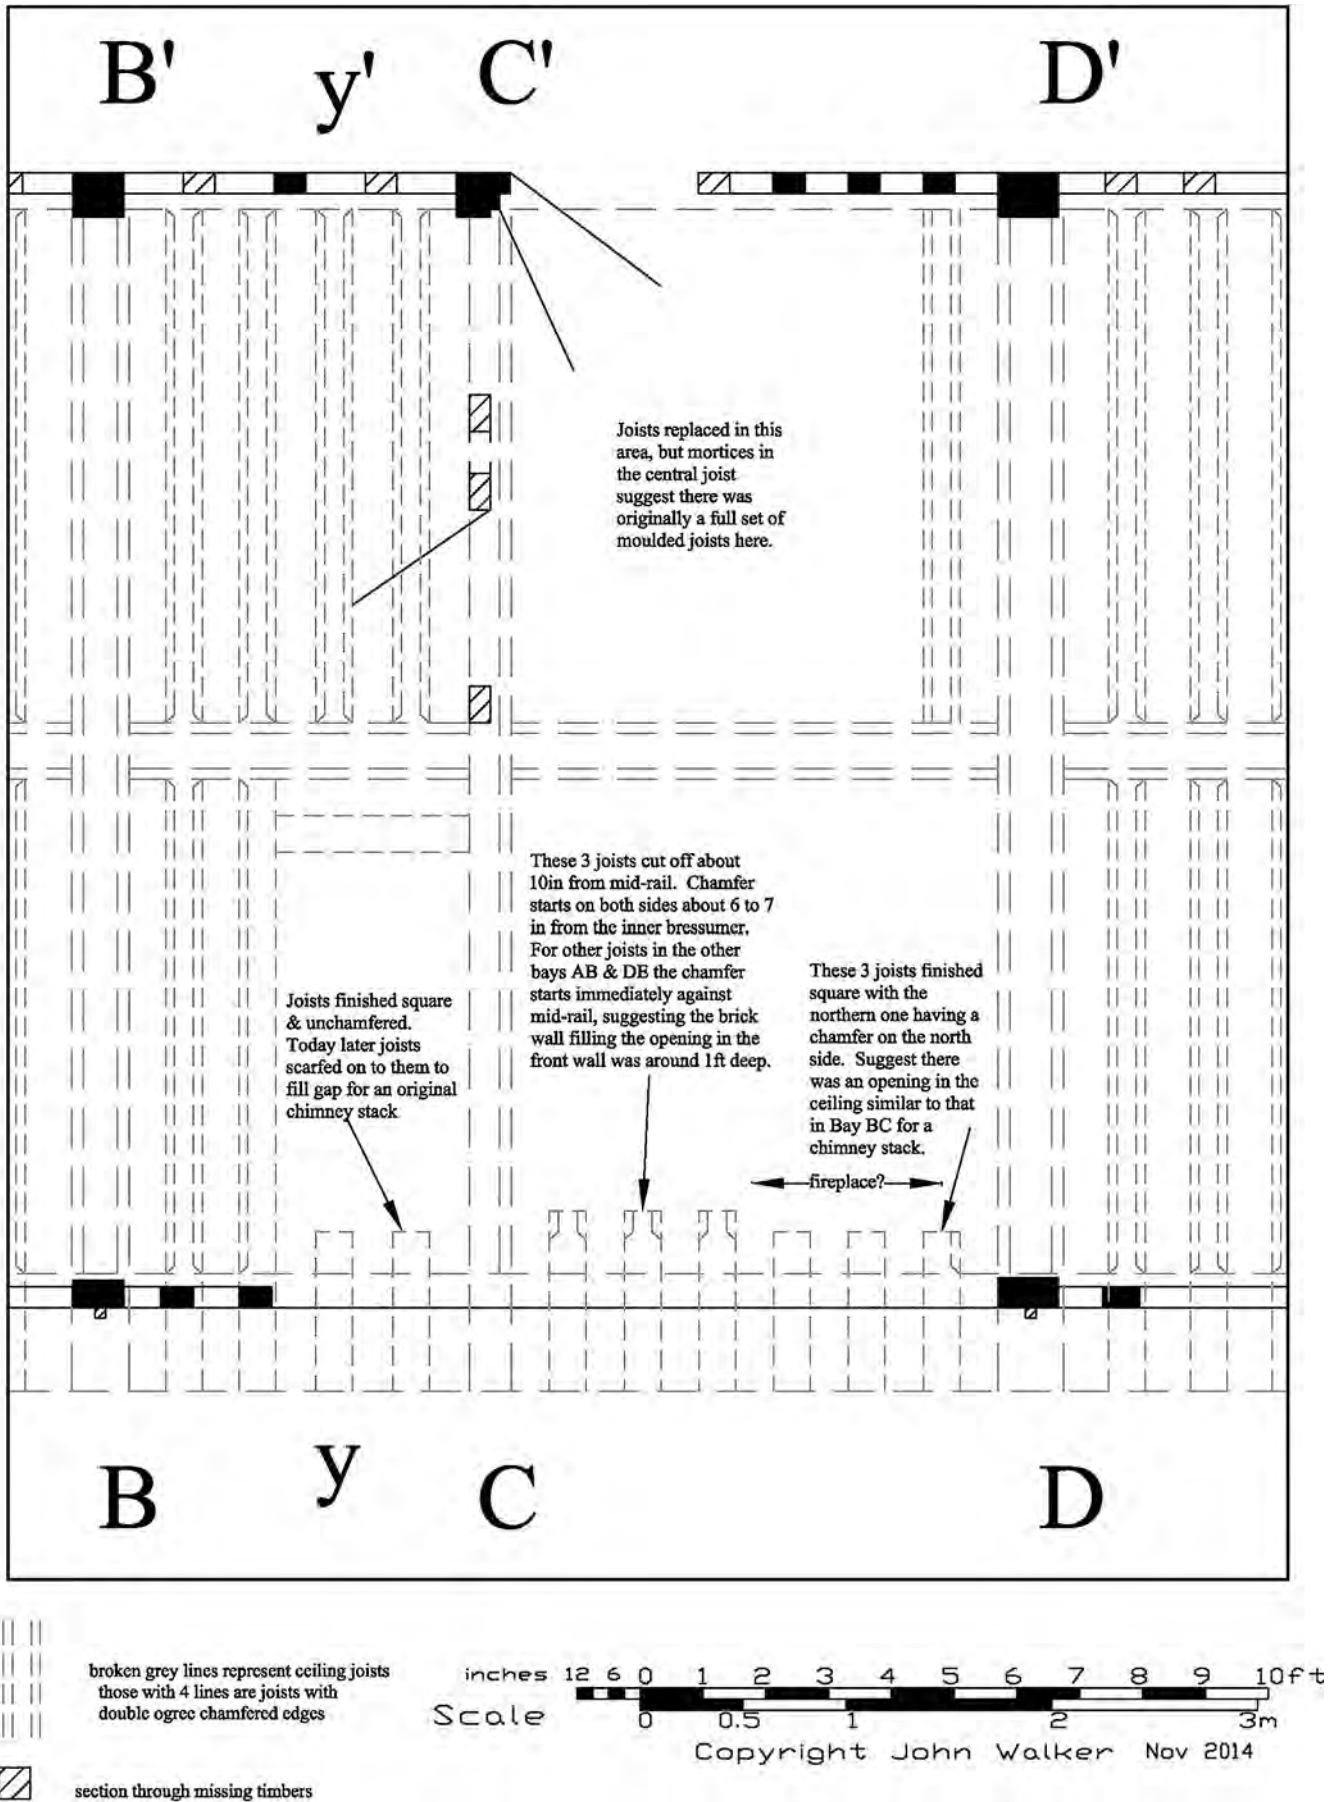 B'
y'
C'
D'
Joists replaced in this
area, but mortices in
the central joist
suggest there was
originally a full set of
moulded joists here.
These 3 joists cut off about
10in from mid-rail. Chamfer
starts on both sides about 6 to 7
in from the inner bressumer.
For other joists in the other
bays AB & DE the chamfer
starts immediately against
mid-rail, suggesting the brick
wall filling the opening in the
front wall was around 1ft deep.
These 3 joists finished
square with the
northern one having a
chamfer on the north
side. Suggest there
was an opening in the
ceiling similar to that
in Bay BC for a
chimney stack.
fireplace?
Joists finished square
& unchamfered.
Today later joists
scarfed on to them to
fill gap for an original
chimney stack
B
y
C
D
broken grey lines represent ceiling joists
those with 4 lines are joists with
double ogree chamfered edges
section through missing timbers
inches 12 6 0 1 2 3 4 5 6 7 8 9 10ft
Scale
0 0.5 1 2 3m
Copyright John Walker Nov 2014